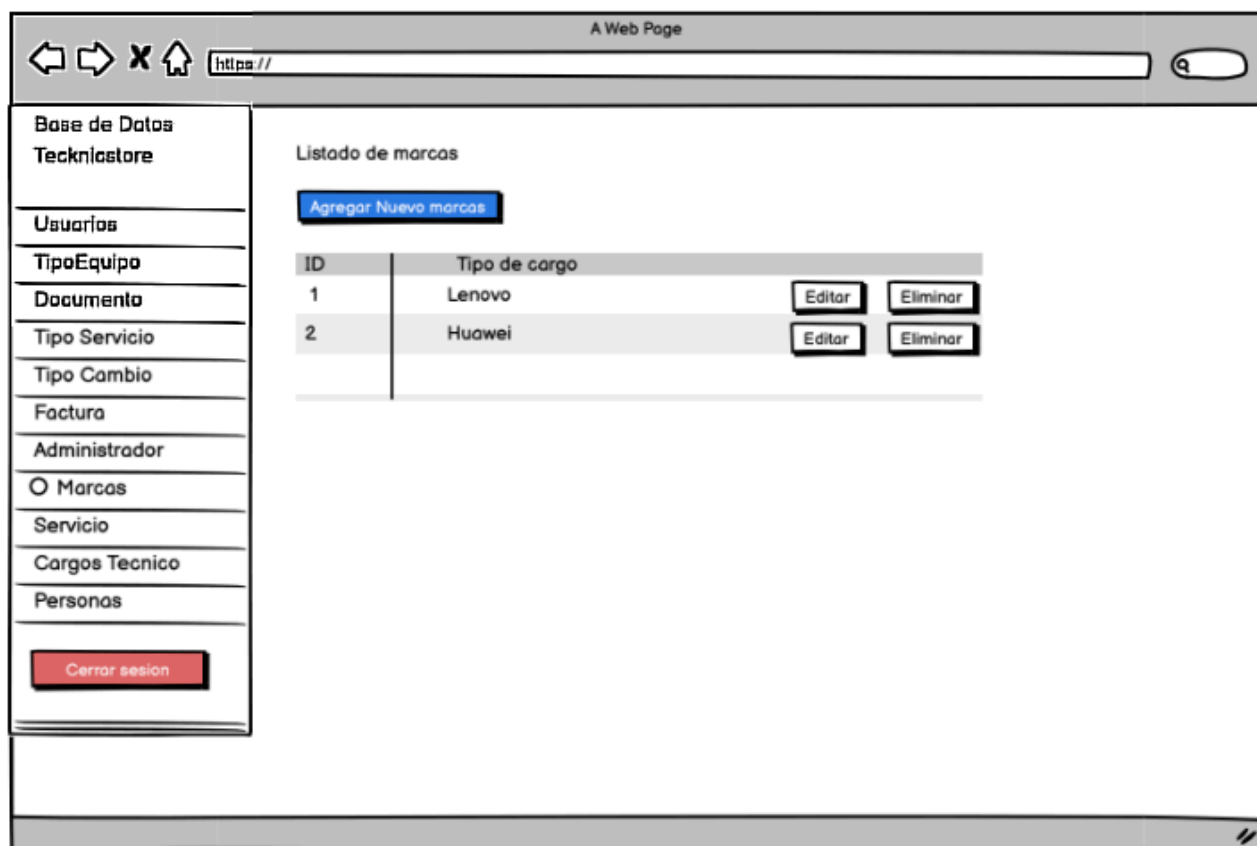 A Web Page
https://
Base de Datos
Tecknicstore
Usuarios
TipoEquipo
Documento
Tipo Servicio
Tipo Cambio
Factura
Administrador
Marcas
Servicio
Cargos Tecnico
Personas
Cerrar sesion
Listado de marcas
Agregar Nuevo marcas
ID Tipo de cargo
1 Lenovo Editar Eliminar
2 Huawei Editar Eliminar